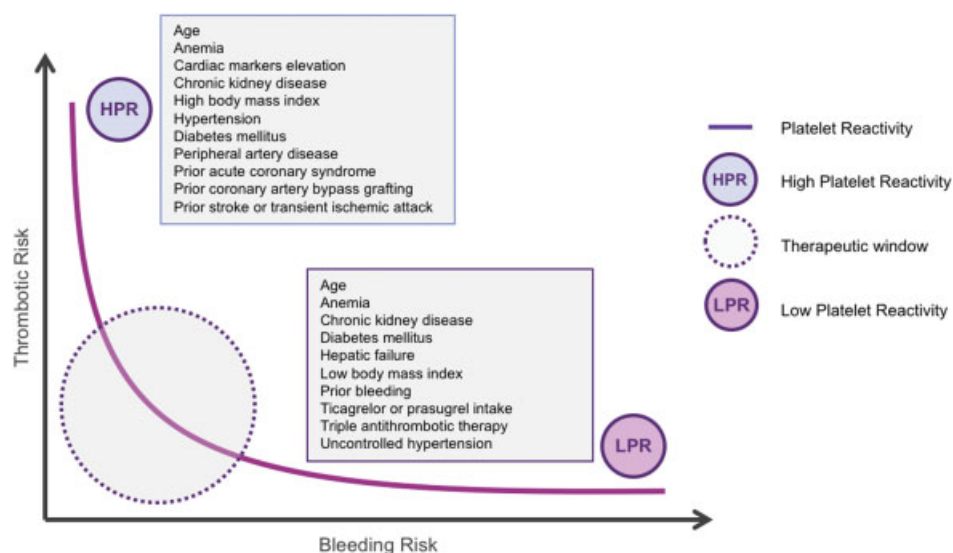 Age
Anemia
Cardiac markers elevation
Chronic kidney disease
High body mass index
Hypertension
Diabetes mellitus
Peripheral artery disease
Prior acute coronary syndrome
Prior coronary artery bypass grafting
Prior stroke or transient ischemic attack
HPR
Thrombotic Risk
Age
Anemia
Chronic kidney disease
Diabetes mellitus
Hepatic failure
Low body mass index
Prior bleeding
Ticagrelor or prasugrel intake
Triple antithrombotic therapy
Uncontrolled hypertension
LPR
Bleeding Risk
Platelet Reactivity
HPR
High Platelet Reactivity
Therapeutic window
LPR
Low Platelet Reactivity